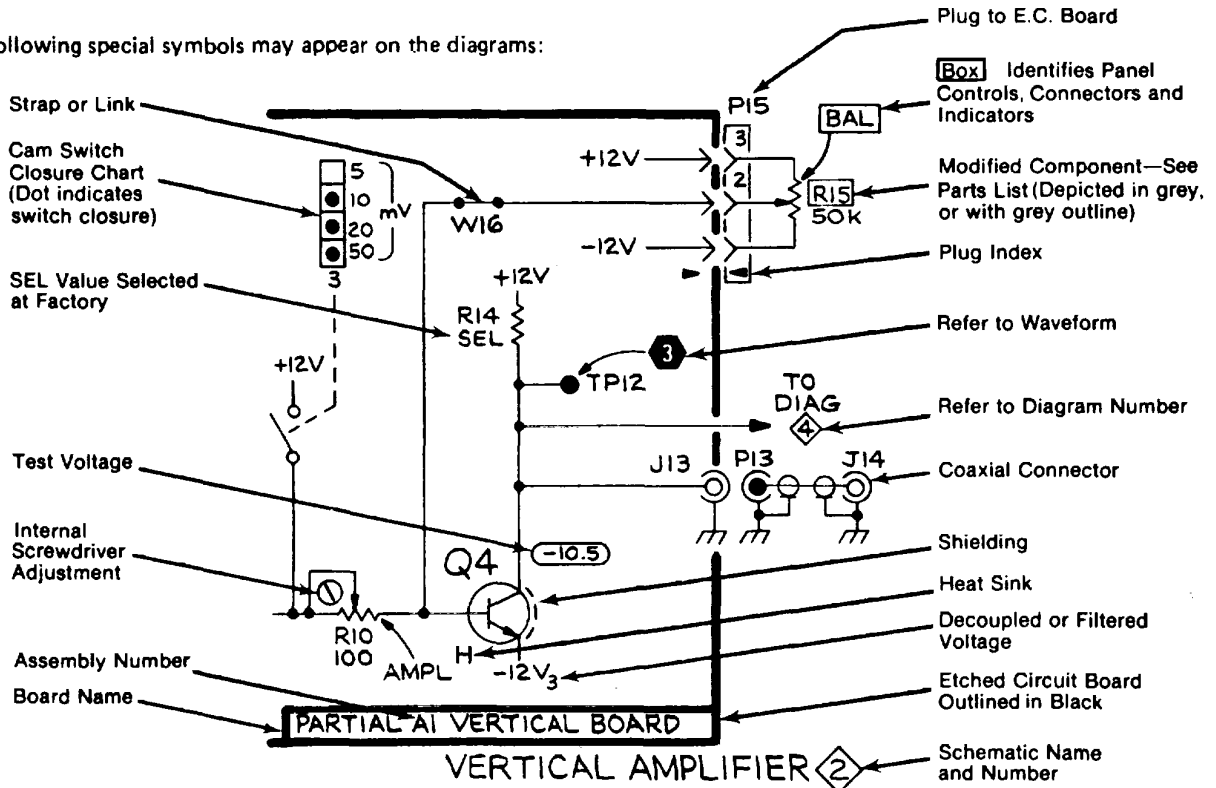 ollowing special symbols may appear on the diagrams:
Plug to E.C. Board
Box Identifies Panel
Controls, Connectors and
Indicators
Strap or Link
P15
BAL
Cam Switch
Closure Chart
(Dot indicates
switch closure)
5
10
20
50
mV
3
+12V
3
2
W16
-12V
R15
50k
Modified Component—See
Parts List (Depicted in grey,
or with grey outline)
Plug Index
SEL Value Selected
at Factory
+12V
R14
SEL
3
TP12
Refer to Waveform
+12V
TO
DIAG
4
Refer to Diagram Number
Test Voltage
J13
P13
J14
Coaxial Connector
Internal
Screwdriver
Adjustment
-10.5
Q4
Shielding
Heat Sink
R10
100
AMPL
H
-12V3
Decoupled or Filtered
Voltage
Assembly Number
Board Name
PARTIAL A1 VERTICAL BOARD
Etched Circuit Board
Outlined in Black
VERTICAL AMPLIFIER 2
Schematic Name
and Number